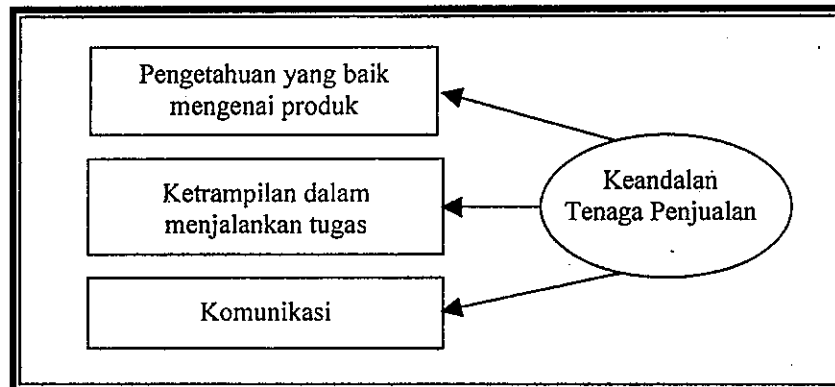 Pengetahuan yang baik
mengenai produk
Ketrampilan dalam
menjalankan tugas
Komunikasi
Keandalan
Tenaga Penjualan